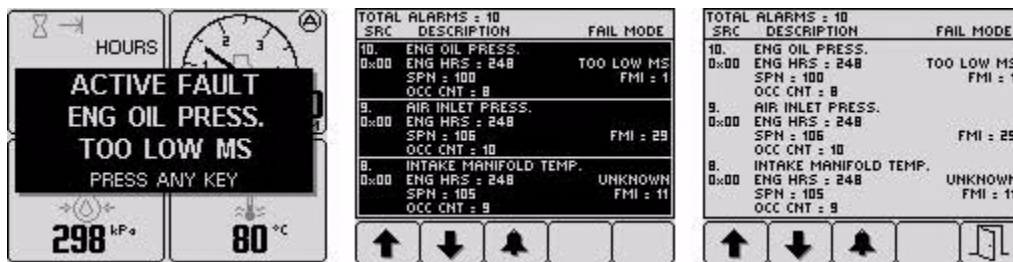 HOURS
2 3
1
ACTIVE FAULT
ENG OIL PRESS.
TOO LOW MS
PRESS ANY KEY
298 kPa
80 °C
TOTAL ALARMS : 10
SRC DESCRIPTION FAIL MODE
10. ENG OIL PRESS.
0x00 ENG HRS : 248 TOO LOW MS
SPN : 100 FMI : 1
OCC CNT : 8
9. AIR INLET PRESS.
0x00 ENG HRS : 248
SPN : 106 FMI : 29
OCC CNT : 10
8. INTAKE MANIFOLD TEMP.
0x00 ENG HRS : 248 UNKNOWN
SPN : 105 FMI : 11
OCC CNT : 9
TOTAL ALARMS : 10
SRC DESCRIPTION FAIL MODE
10. ENG OIL PRESS.
0x00 ENG HRS : 248 TOO LOW MS
SPN : 100 FMI : 1
OCC CNT : 8
9. AIR INLET PRESS.
0x00 ENG HRS : 248
SPN : 106 FMI : 29
OCC CNT : 10
8. INTAKE MANIFOLD TEMP.
0x00 ENG HRS : 248 UNKNOWN
SPN : 105 FMI : 11
OCC CNT : 9